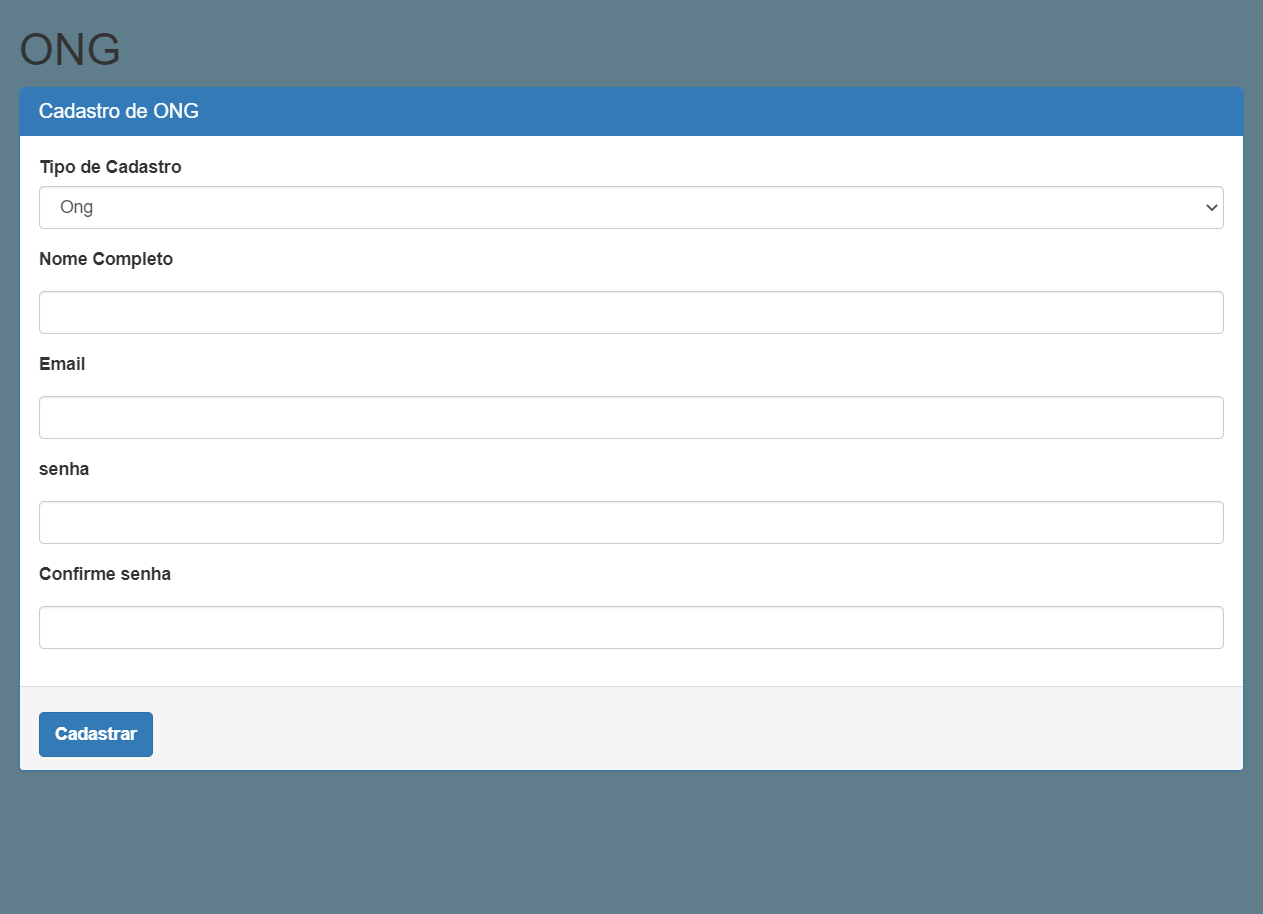 ONG
Cadastro de ONG
Tipo de Cadastro
Ong
Nome Completo
Email
senha
Confirme senha
Cadastrar